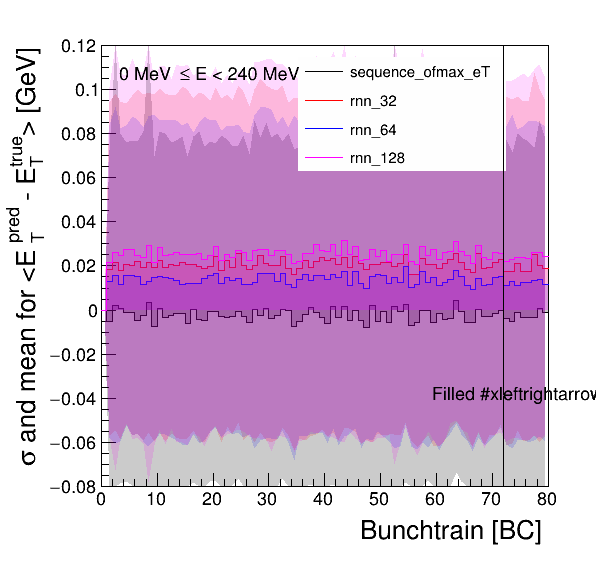 0 MeV ≤ E < 240 MeV
sequence_ofmax_eT
rnn_32
rnn_64
rnn_128
Filled #xleftrightarrow
σ and mean for <E_T^pred - E_T^true> [GeV]
0.12
0.1
0.08
0.06
0.04
0.02
0
−0.02
−0.04
−0.06
−0.08
0 10 20 30 40 50 60 70 80
Bunchtrain [BC]